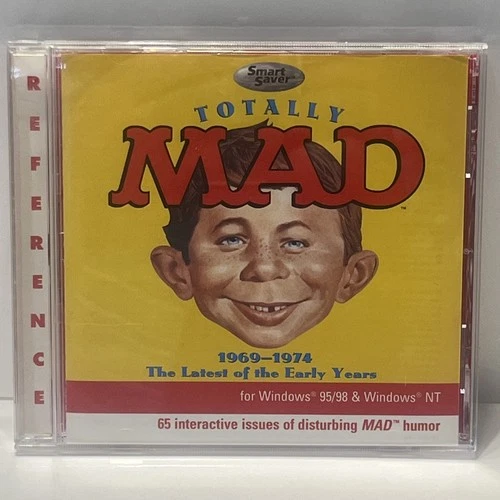 REFERENCE
Smart
Saver
TOTALLY
MAD™
1969–1974
The Latest of the Early Years
for Windows® 95/98 & Windows® NT
65 interactive issues of disturbing MAD™ humor